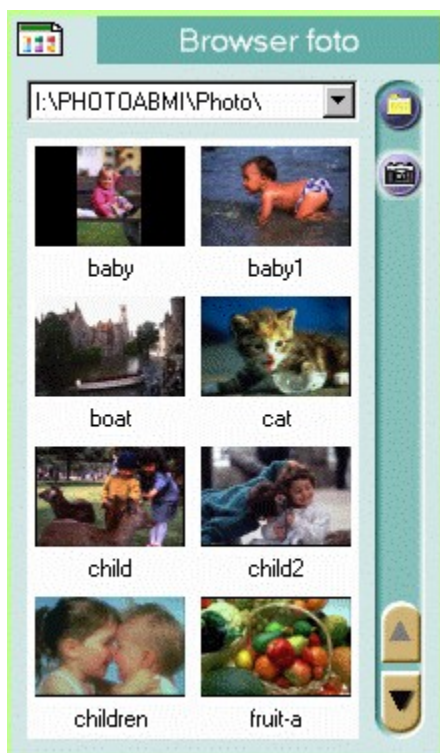 Browser foto
I:\PHOTOABMI\Photo\
baby baby1
boat cat
child child2
children fruit-a